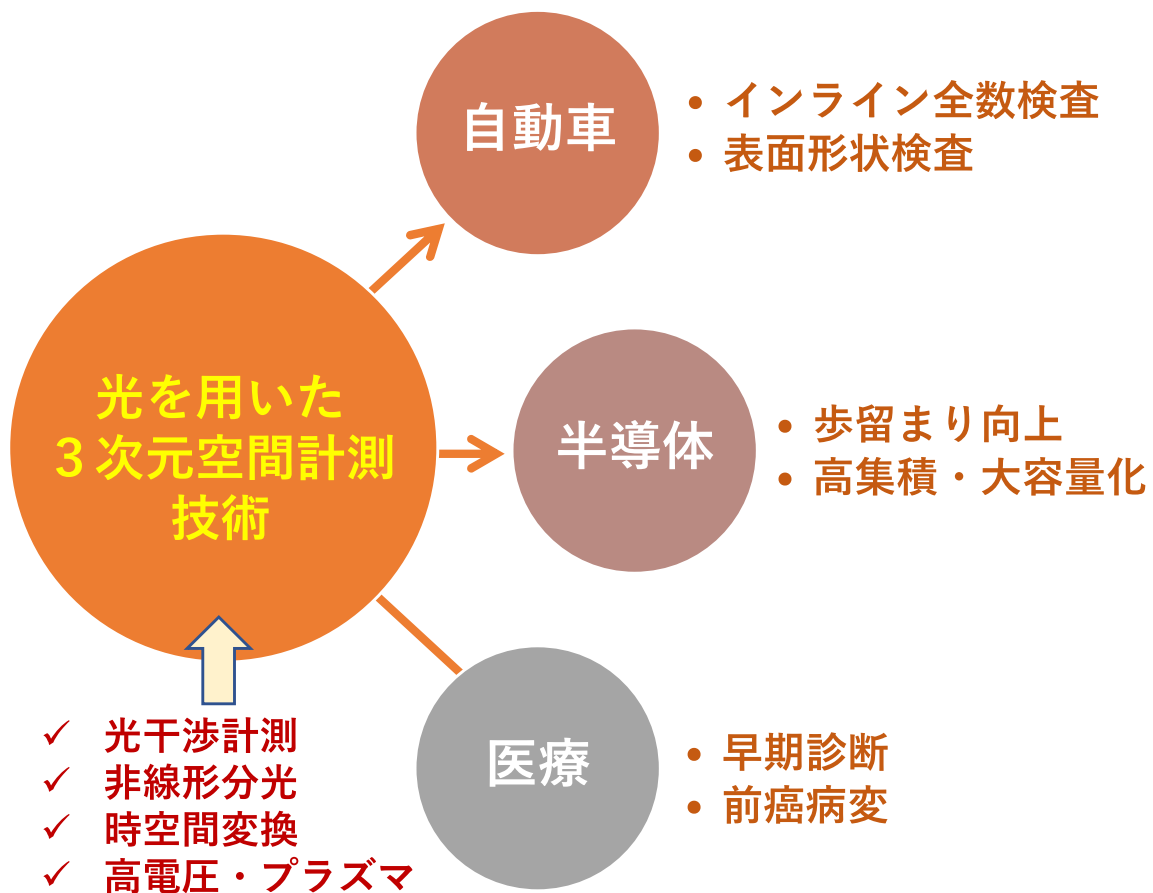 自動車
• インライン全数検査
• 表面形状検査
光を用いた
３次元空間計測
技術
半導体
• 歩留まり向上
• 高集積・大容量化
医療
• 早期診断
• 前癌病変
✓ 光干渉計測
✓ 非線形分光
✓ 時空間変換
✓ 高電圧・プラズマ